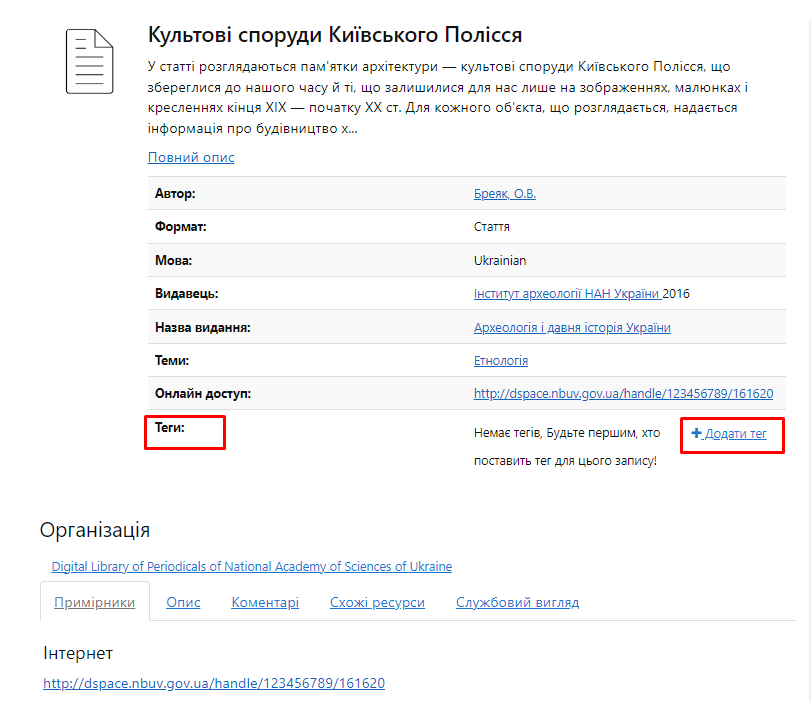 Культові споруди Київського Полісся
У статті розглядаються пам'ятки архітектури — культові споруди Київського Полісся, що
збереглися до нашого часу й ті, що залишилися для нас лише на зображеннях, малюнках і
кресленнях кінця XIX — початку XX ст. Для кожного об'єкта, що розглядається, надається
інформація про будівництво х...
Повний опис
Автор: Бреяк, О.В.
Формат: Стаття
Мова: Ukrainian
Видавець: Інститут археології НАН України 2016
Назва видання: Археологія і давня історія України
Теми: Етнологія
Онлайн доступ: http://dspace.nbuv.gov.ua/handle/123456789/161620
Теги: Немає тегів, Будьте першим, хто + Додати тег
поставить тег для цього запису!
Організація
Digital Library of Periodicals of National Academy of Sciences of Ukraine
Примірники Опис Коментарі Схожі ресурси Службовий вигляд
Інтернет
http://dspace.nbuv.gov.ua/handle/123456789/161620